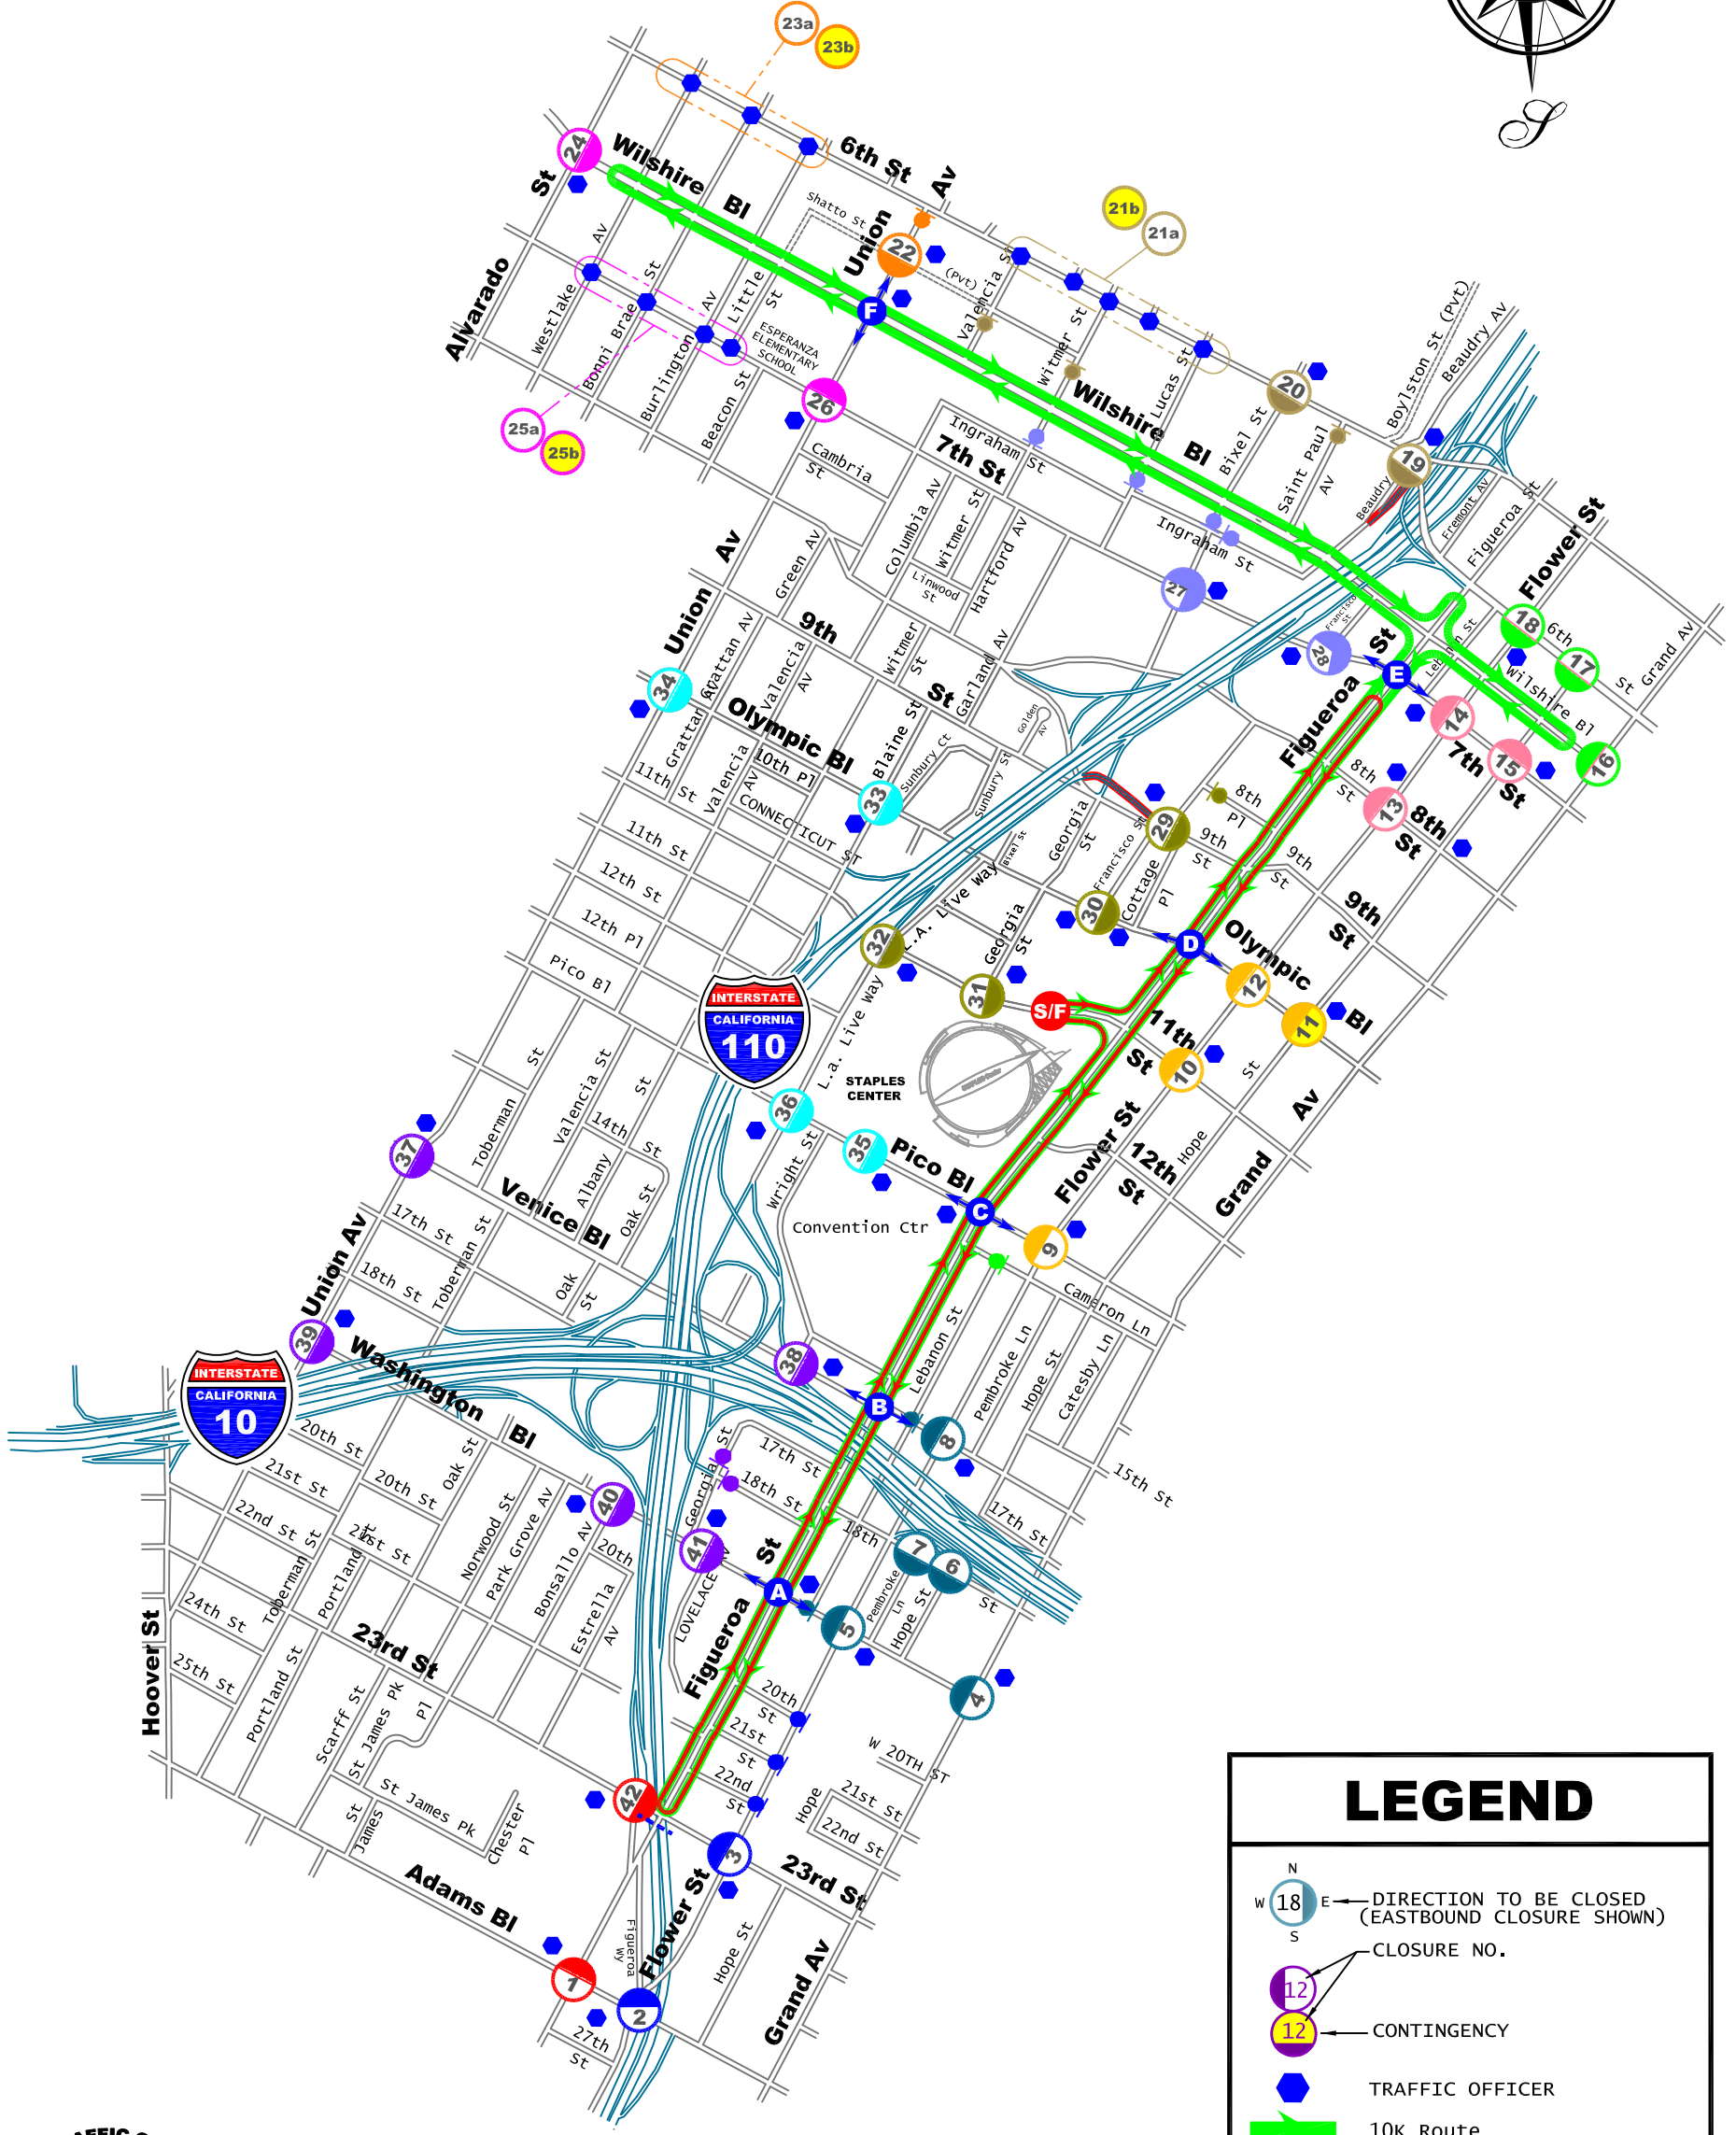 S
23a
23b
6th St
Av
24
Wilshire
Bl
St
Shatto St
Union
22
(Pvt)
21b
21a
Valencia St
F
Av
St
Little
St
Av
Westlake
Bonni Brae
Burlington
ESPERANZA
ELEMENTARY
SCHOOL
Alvarado
Beacon St
26
Witmer St
Wilshire
Bl
Lucas St
20
Boylston St (Pvt)
Beaudry Av
25a
25b
Cambria
St
Ingraham St
7th St
Bixel St
Saint Paul
Av
19
Beaudry
Fremont Av
Figueroa St
Flower St
Ingraham St
27
Columbia AV
Witmer St
Hartford AV
Linwood
St
Green AV
Av
Union
9th
St
Witmer
St
Garland AV
Francisco
St
28
St
E
Lebanon St
18
6th
St
17
Grand Av
Wilshire Bl
16
Grattan AV
Valencia
AV
34
Grattan AV
Olympic Bl
10th Pl
Blaine St
Sunbury Ct
Golden
Av
Sunbury St
Figueroa
14
7th
St
15
8th
St
13
8th
St
11th St
Valencia
AV
CONNECTICUT ST
33
Bixel St
Georgia
St
Francisco St
29
8th
Pl
9th
St
9th
St
9th
St
11th St
12th St
12th Pl
Pico Bl
L.A. Live Way
32
Georgia
St
30
Cottage
Pl
D
Olympic
Bl
12
11
31
S/F
11th
St
10
INTERSTATE
CALIFORNIA
110
L.a. Live Way
STAPLES
CENTER
Staples Center
St
Av
36
35
Pico Bl
Wright St
Convention Ctr
C
Flower St
Hope
12th
St
Grand
9
St
Toberman
Valencia St
St
14th St
Albany
Oak St
37
Venice Bl
17th St
18th St
Toberman St
Oak
St
Union Av
39
Washington
Bl
Cameron Ln
Lebanon St
Pembroke Ln
Hope St
Catesby Ln
38
B
8
15th St
17th St
INTERSTATE
CALIFORNIA
10
20th St
21st St
22nd St
20th St
Oak St
21st St
24th St
25th St
Toberman St
Portland St
Norwood St
Park Grove AV
Bonsallo AV
40
20th
Estrella
AV
Georgia St
17th St
18th St
18th
St
41
LOVELACE AV
St
A
7
6
5
Pembroke
Ln
Hope St
4
Hoover St
23rd St
Portland St
Scarff St
St James Pk
Pl
St James Pk
St
James
Chester
Pl
Figueroa
20th
St
21st
St
22nd
St
W 20TH ST
Hope
21st St
22nd St
42
3
23rd St
Adams Bl
Figueroa
Wy
Flower St
Hope St
Grand Av
1
2
27th
St
LEGEND
N
W
18
E
S
DIRECTION TO BE CLOSED
(EASTBOUND CLOSURE SHOWN)
CLOSURE NO.
12
12
CONTINGENCY
TRAFFIC OFFICER
10K Route